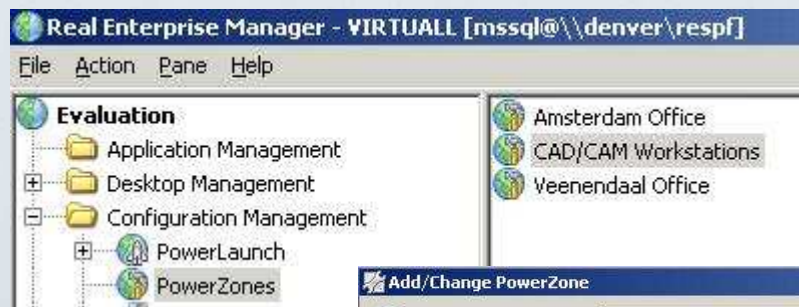 Real Enterprise Manager - VIRTUALL [mssql@\\denver\respf]
File Action Pane Help
Evaluation
Application Management
Desktop Management
Configuration Management
PowerLaunch
PowerZones
Amsterdam Office
CAD/CAM Workstations
Veenendaal Office
Add/Change PowerZone